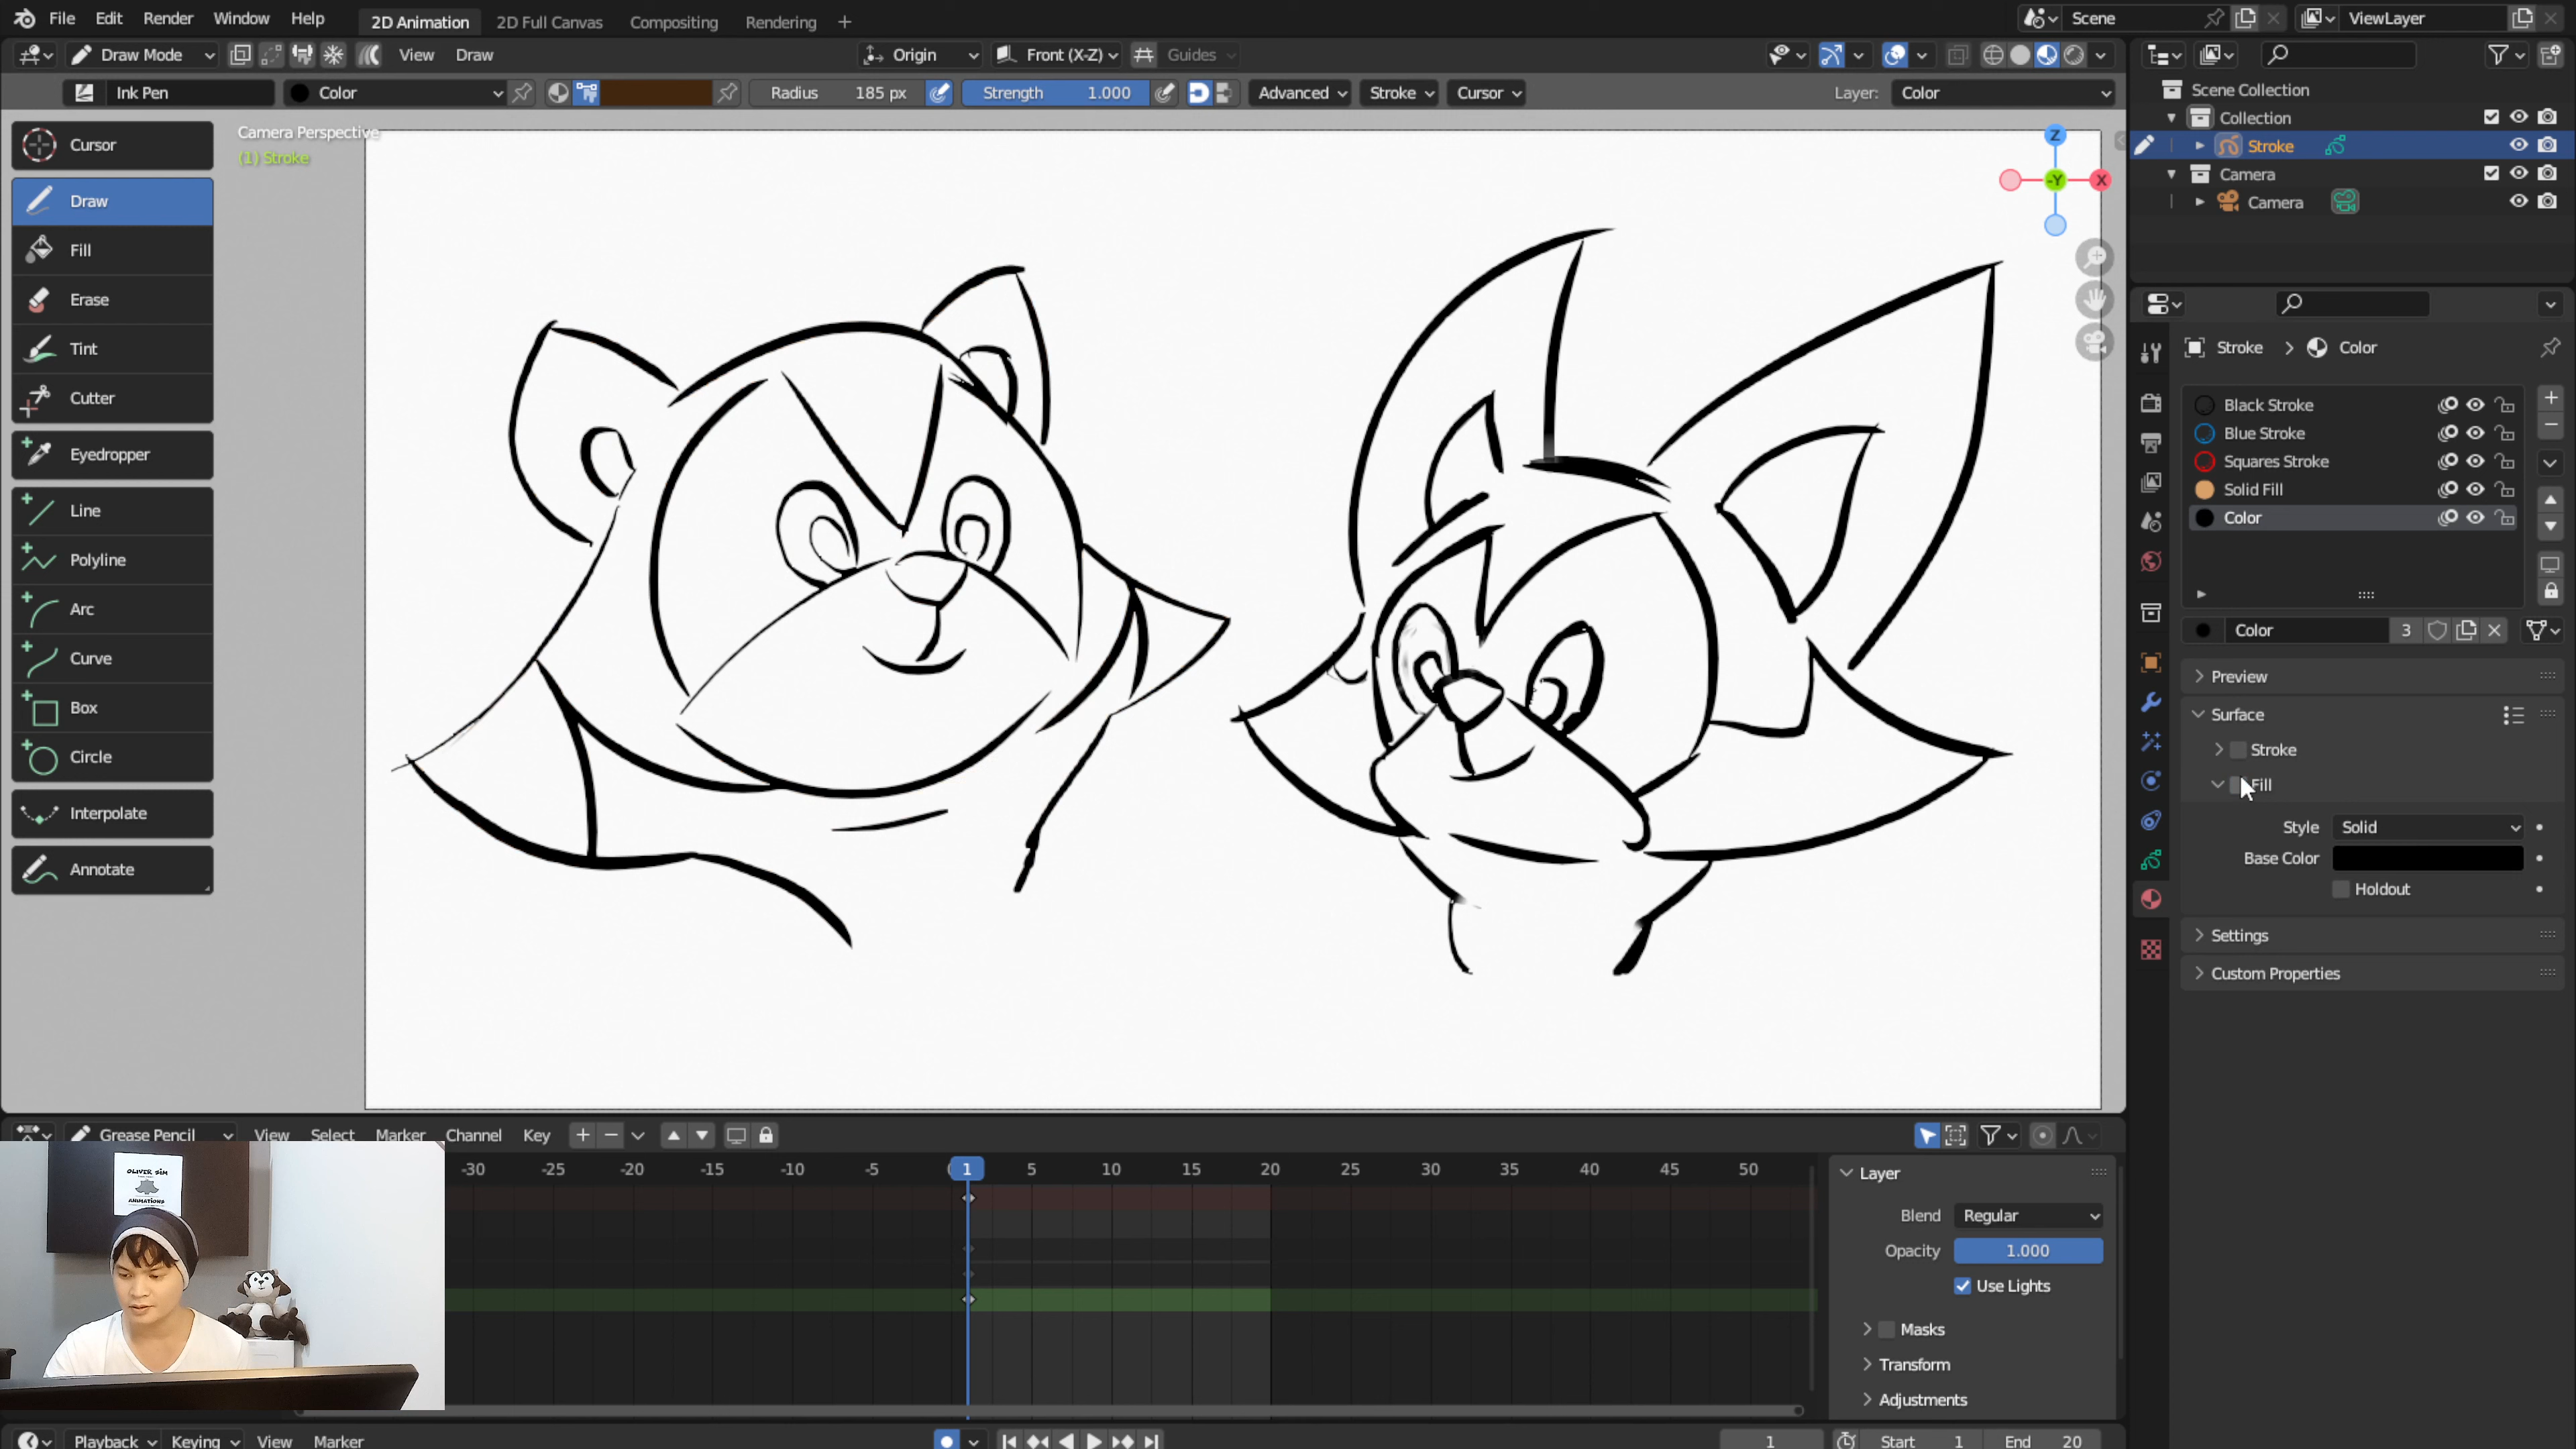 File Edit Render Window Help 2D Animation 2D Full Canvas Compositing Rendering + Scene ViewLayer
Draw Mode View Draw Origin Front (X-Z) Guides
Ink Pen Color Radius 185 px Strength 1.000 Advanced Stroke Cursor Layer: Color
Scene Collection
Collection
Stroke
Camera
Camera
Cursor
Draw
Fill
Erase
Tint
Cutter
Eyedropper
Line
Polyline
Arc
Curve
Box
Circle
Interpolate
Annotate
Camera Perspective
(1) Stroke
Z
-Y
X
Stroke > Color
Black Stroke
Blue Stroke
Squares Stroke
Solid Fill
Color
Color 3
Preview
Surface
Stroke
Fill
Style Solid
Base Color
Holdout
Settings
Custom Properties
Grease Pencil View Select Marker Channel Key
-30 -25 -20 -15 -10 -5 1 5 10 15 20 25 30 35 40 45 50
Layer
Blend Regular
Opacity 1.000
Use Lights
Masks
Transform
Adjustments
OLIVER SIM
ANIMATIONS
Playback Keying View Marker 1 Start 1 End 20